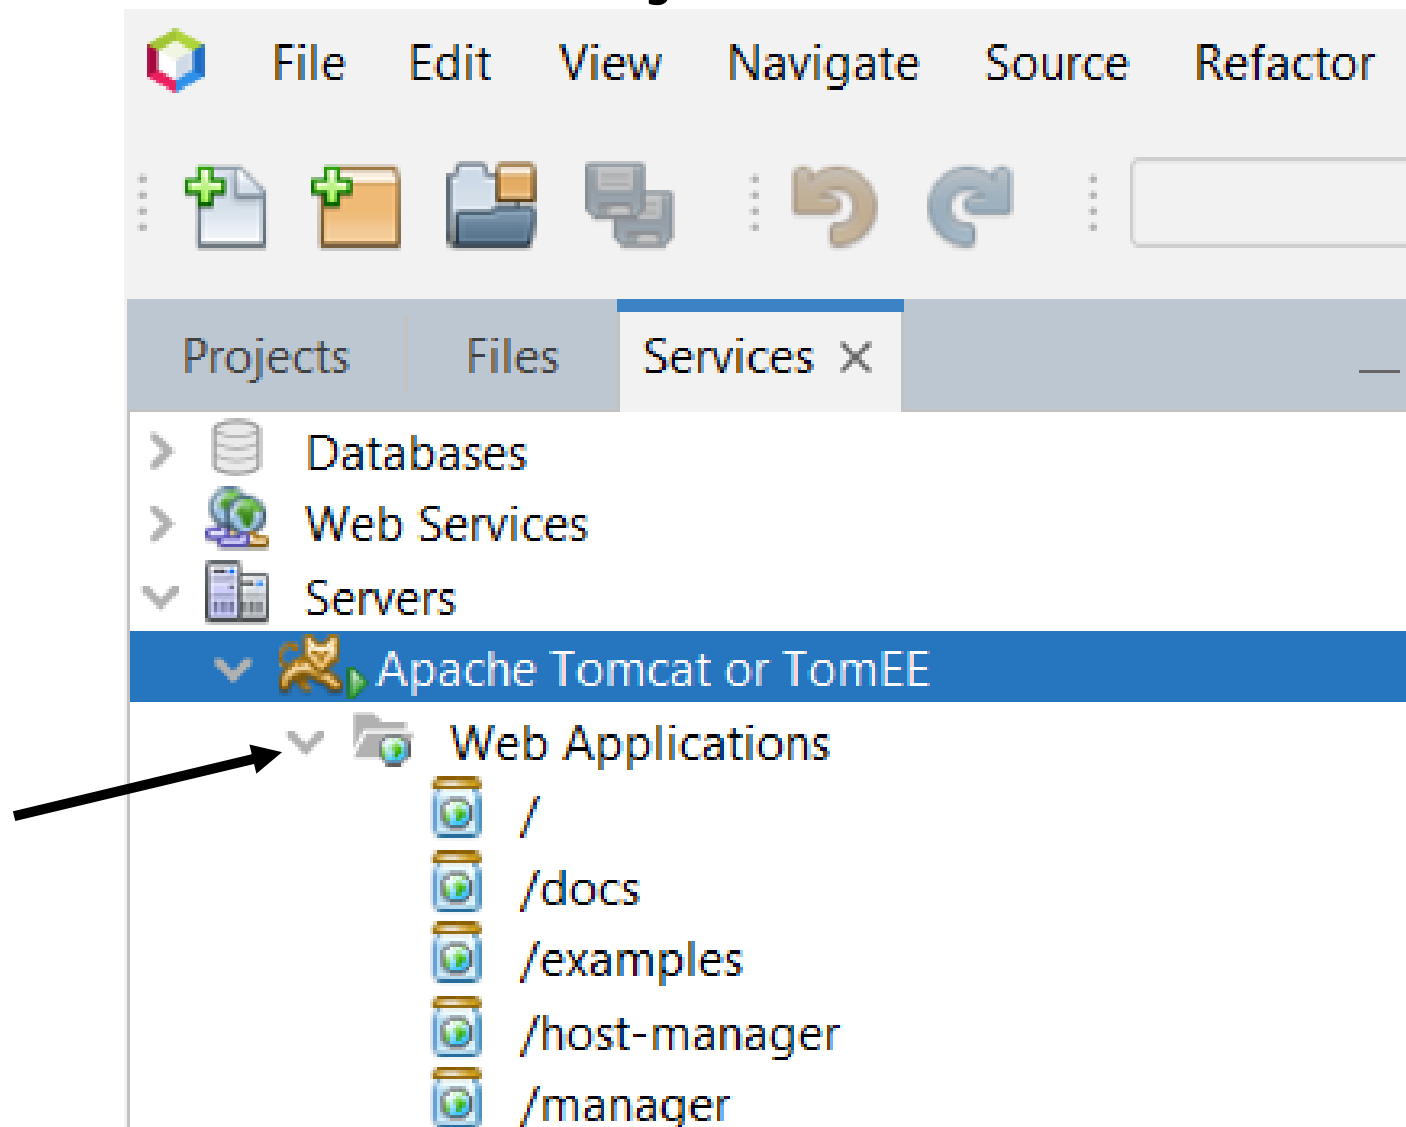 File Edit View Navigate Source Refactor
Projects Files Services
Databases
Web Services
Servers
Apache Tomcat or TomEE
Web Applications
/
/docs
/examples
/host-manager
/manager